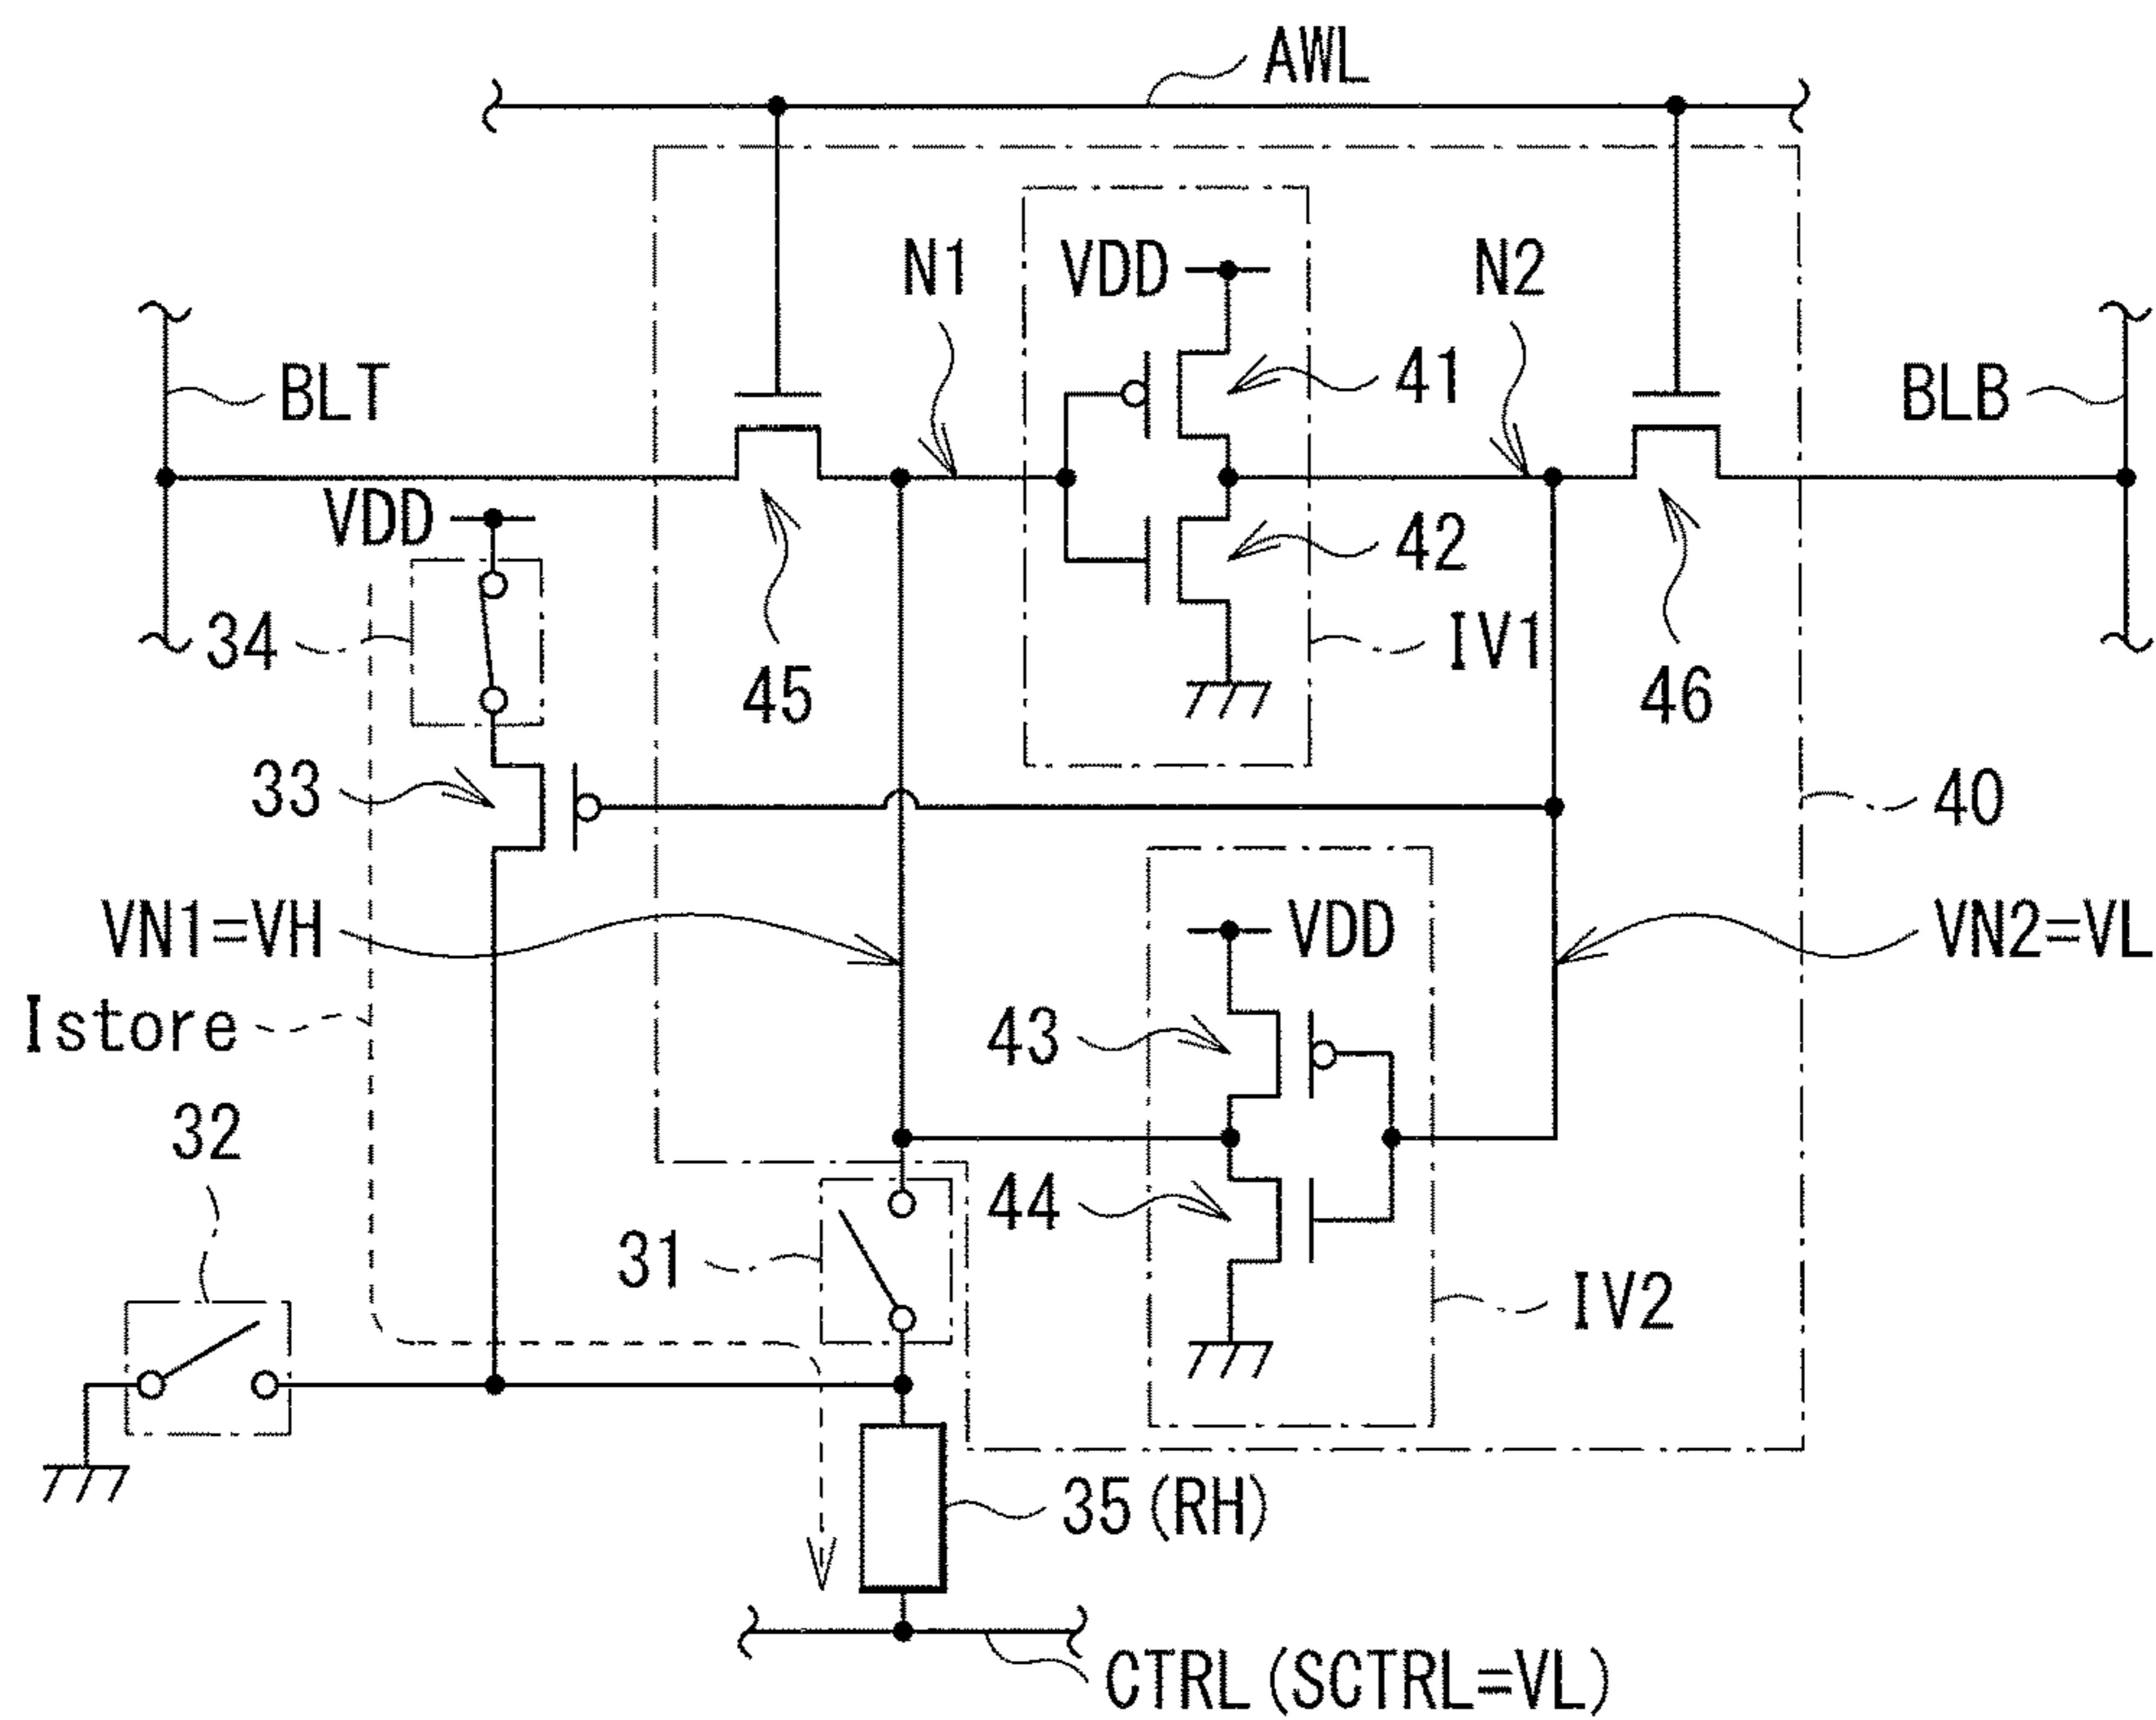 AWL
N1
VDD
N2
41
BLT
BLB
VDD
42
34
IV1
45
46
33
40
VN1=VH
VDD
VN2=VL
Istore
43
32
44
31
IV2
35(RH)
CTRL(SCTRL=VL)